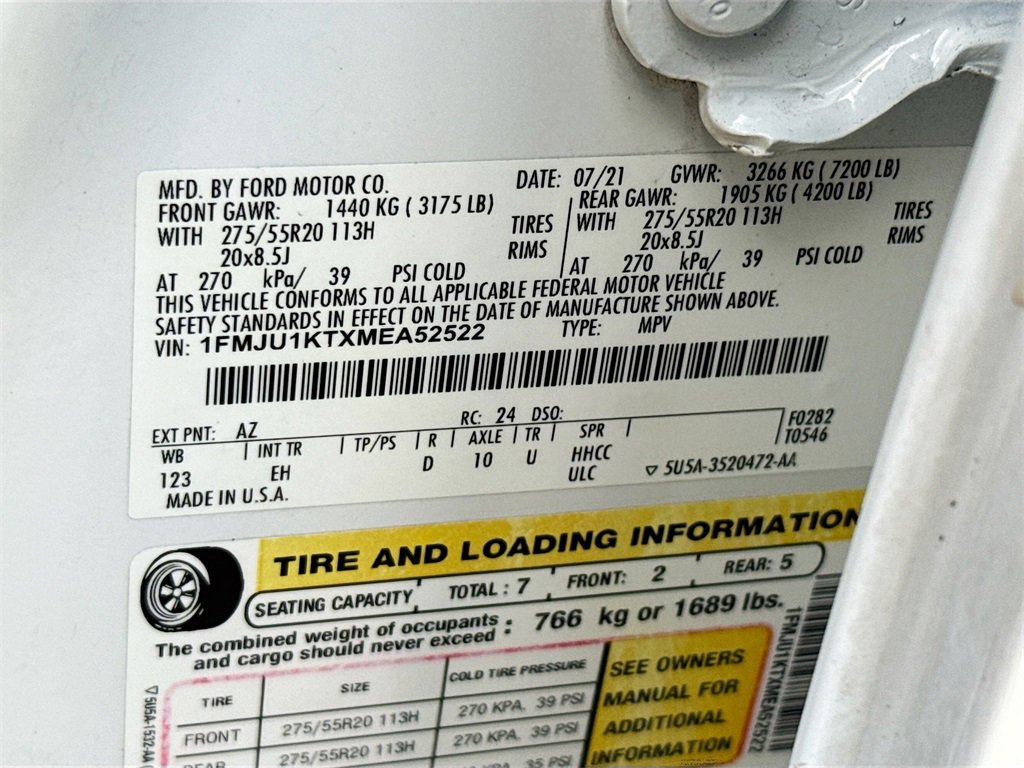 MFD. BY FORD MOTOR CO. DATE: 07/21 GVWR: 3266 KG ( 7200 LB)
FRONT GAWR: 1440 KG ( 3175 LB) REAR GAWR: 1905 KG ( 4200 LB)
WITH 275/55R20 113H TIRES WITH 275/55R20 113H TIRES
20x8.5J RIMS 20x8.5J RIMS
AT 270 kPa/ 39 PSI COLD AT 270 kPa/ 39 PSI COLD
THIS VEHICLE CONFORMS TO ALL APPLICABLE FEDERAL MOTOR VEHICLE
SAFETY STANDARDS IN EFFECT ON THE DATE OF MANUFACTURE SHOWN ABOVE.
VIN: 1FMJU1KTXMEA52522 TYPE: MPV
EXT PNT: AZ RC: 24 DSO: F0282
WB INT TR TP/PS R AXLE TR SPR T0546
123 EH D 10 U HHCC
ULC 5U5A-3520472-AA
MADE IN U.S.A.
TIRE AND LOADING INFORMATION
SEATING CAPACITY TOTAL : 7 FRONT: 2 REAR: 5
The combined weight of occupants
and cargo should never exceed : 766 kg or 1689 lbs.
TIRE SIZE COLD TIRE PRESSURE
FRONT 275/55R20 113H 270 KPA, 39 PSI
REAR 275/55R20 113H 270 KPA, 39 PSI
35 PSI
SEE OWNERS
MANUAL FOR
ADDITIONAL
INFORMATION
5U5A-1532-AA
1FMJU1KTXMEA52522